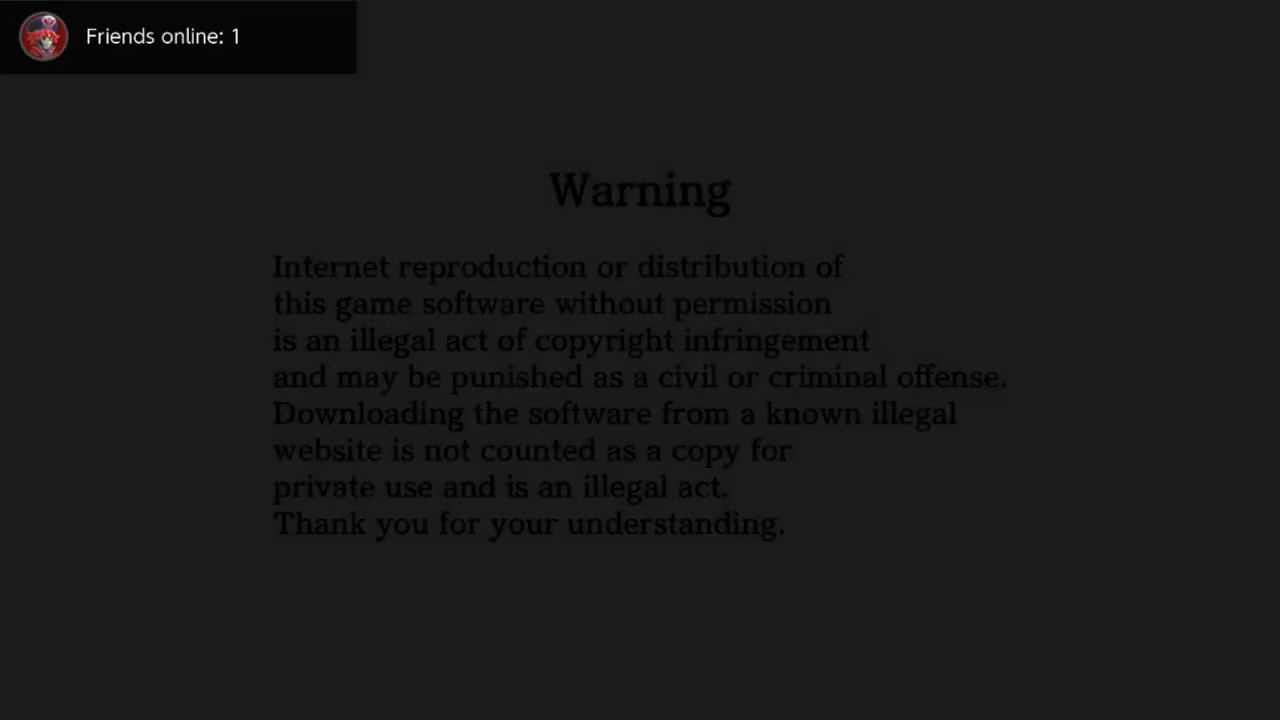 Friends online: 1
Warning
Internet reproduction or distribution of
this game software without permission
is an illegal act of copyright infringement
and may be punished as a civil or criminal offense.
Downloading the software from a known illegal
website is not counted as a copy for
private use and is an illegal act.
Thank you for your understanding.